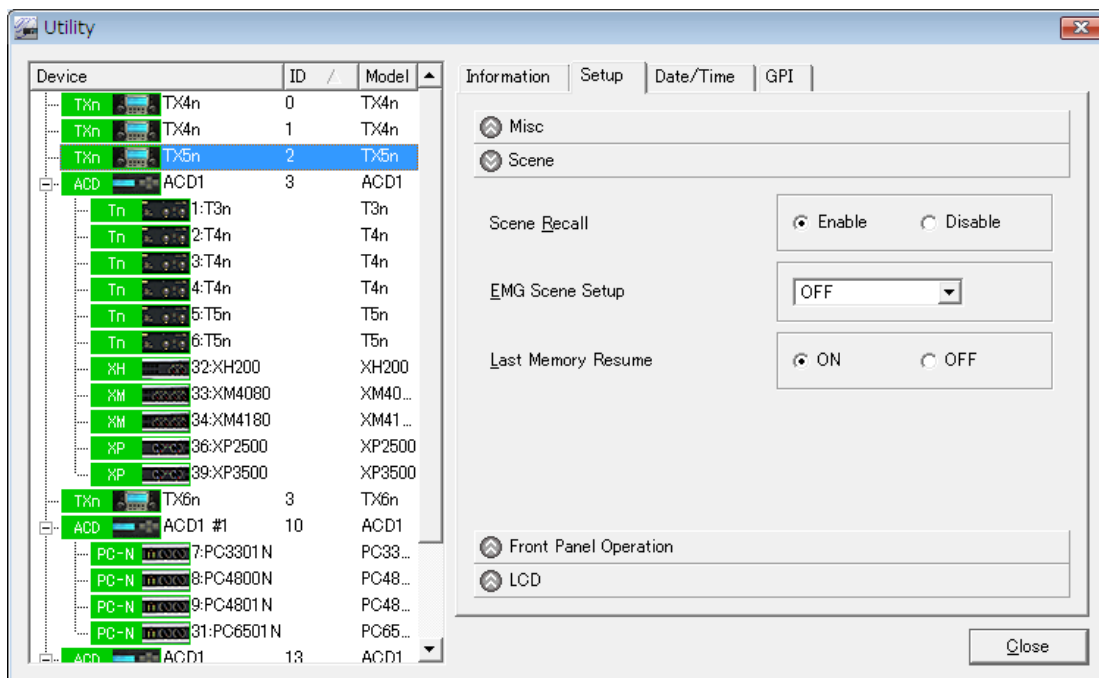 Utility
Device ID Model
TXn TX4n 0 TX4n
TXn TX4n 1 TX4n
TXn TX5n 2 TX5n
ACD ACD1 3 ACD1
Tn 1:T3n T3n
Tn 2:T4n T4n
Tn 3:T4n T4n
Tn 4:T4n T4n
Tn 5:T5n T5n
Tn 6:T5n T5n
XH 32:XH200 XH200
XM 33:XM4080 XM40...
XM 34:XM4180 XM41...
XP 36:XP2500 XP2500
XP 39:XP3500 XP3500
TXn TX6n 3 TX6n
ACD ACD1 #1 10 ACD1
PC-N 7:PC3301N PC33...
PC-N 8:PC4800N PC48...
PC-N 9:PC4801N PC48...
PC-N 31:PC6501N PC65...
ACD ACD1 13 ACD1
Information Setup Date/Time GPI
Misc
Scene
Scene Recall Enable Disable
EMG Scene Setup OFF
Last Memory Resume ON OFF
Front Panel Operation
LCD
Close